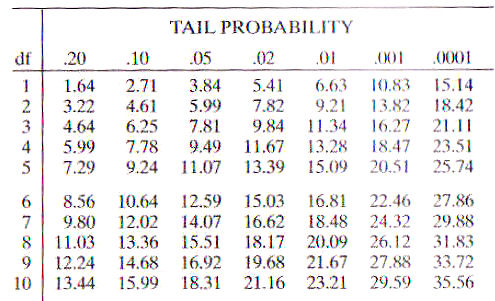 TAIL PROBABILITY
df .20 .10 .05 .02 .01 .001 .0001
1 1.64 2.71 3.84 5.41 6.63 10.83 15.14
2 3.22 4.61 5.99 7.82 9.21 13.82 18.42
3 4.64 6.25 7.81 9.84 11.34 16.27 21.11
4 5.99 7.78 9.49 11.67 13.28 18.47 23.51
5 7.29 9.24 11.07 13.39 15.09 20.51 25.74
6 8.56 10.64 12.59 15.03 16.81 22.46 27.86
7 9.80 12.02 14.07 16.62 18.48 24.32 29.88
8 11.03 13.36 15.51 18.17 20.09 26.12 31.83
9 12.24 14.68 16.92 19.68 21.67 27.88 33.72
10 13.44 15.99 18.31 21.16 23.21 29.59 35.56